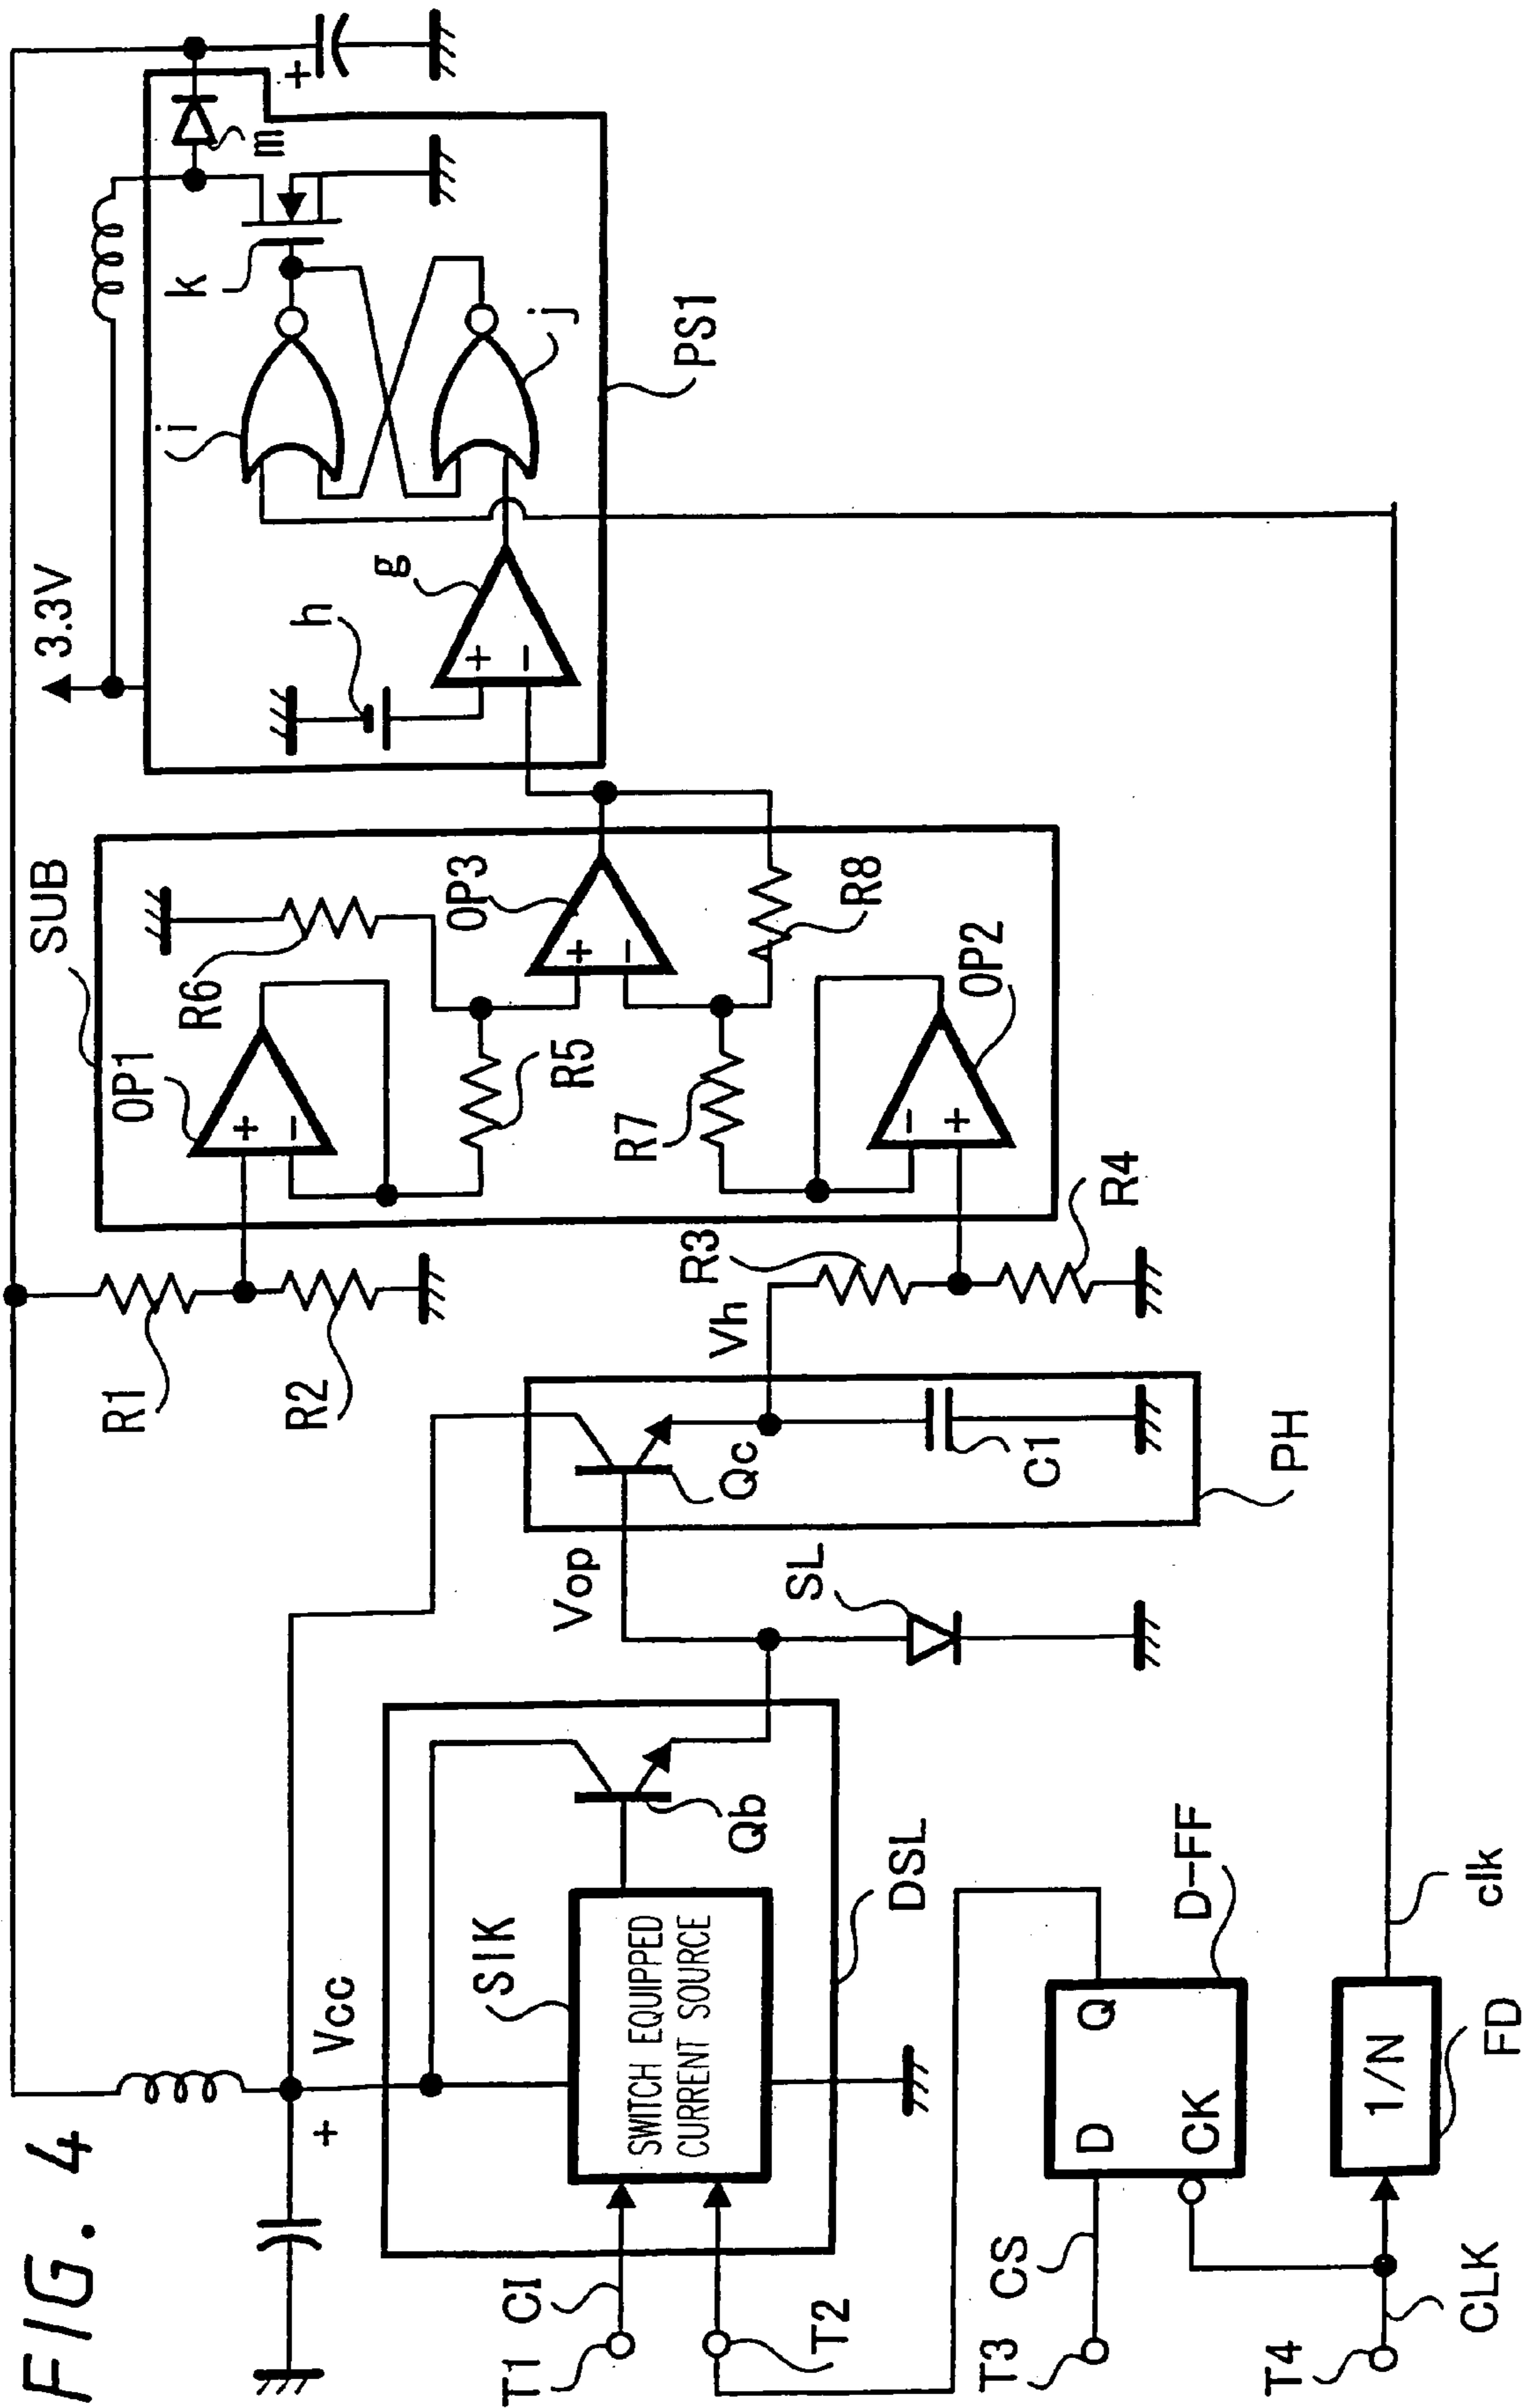 FIG. 4
3.3V
m
k
i
j
PS1
g
h
+
−
+
SUB
OP1
+
−
R6
R5
OP3
+
−
R8
R7
OP2
−
+
R1
R2
R3
R4
Vh
Qc
C1
PH
Vop
SL
Vcc
+
SIK
SWITCH EQUIPPED
CURRENT SOURCE
Qb
DSL
CI
T1
T2
D-FF
D
Q
CK
CS
T3
1/N
FD
clk
CLK
T4